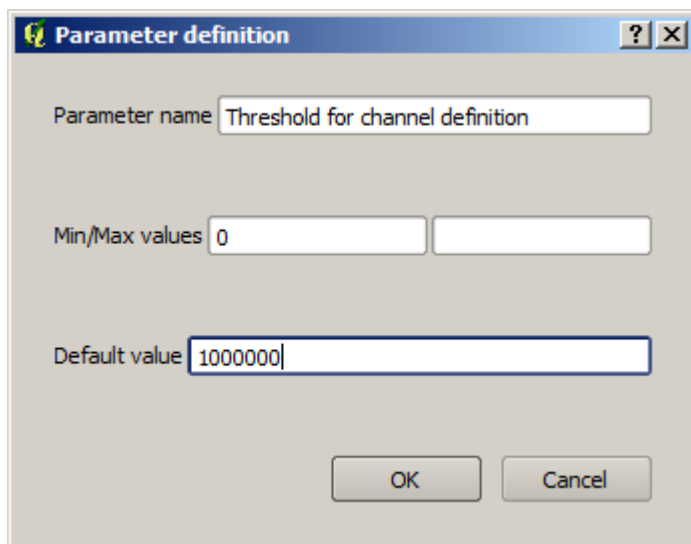 Parameter definition
Parameter name Threshold for channel definition
Min/Max values 0
Default value 1000000
OK Cancel